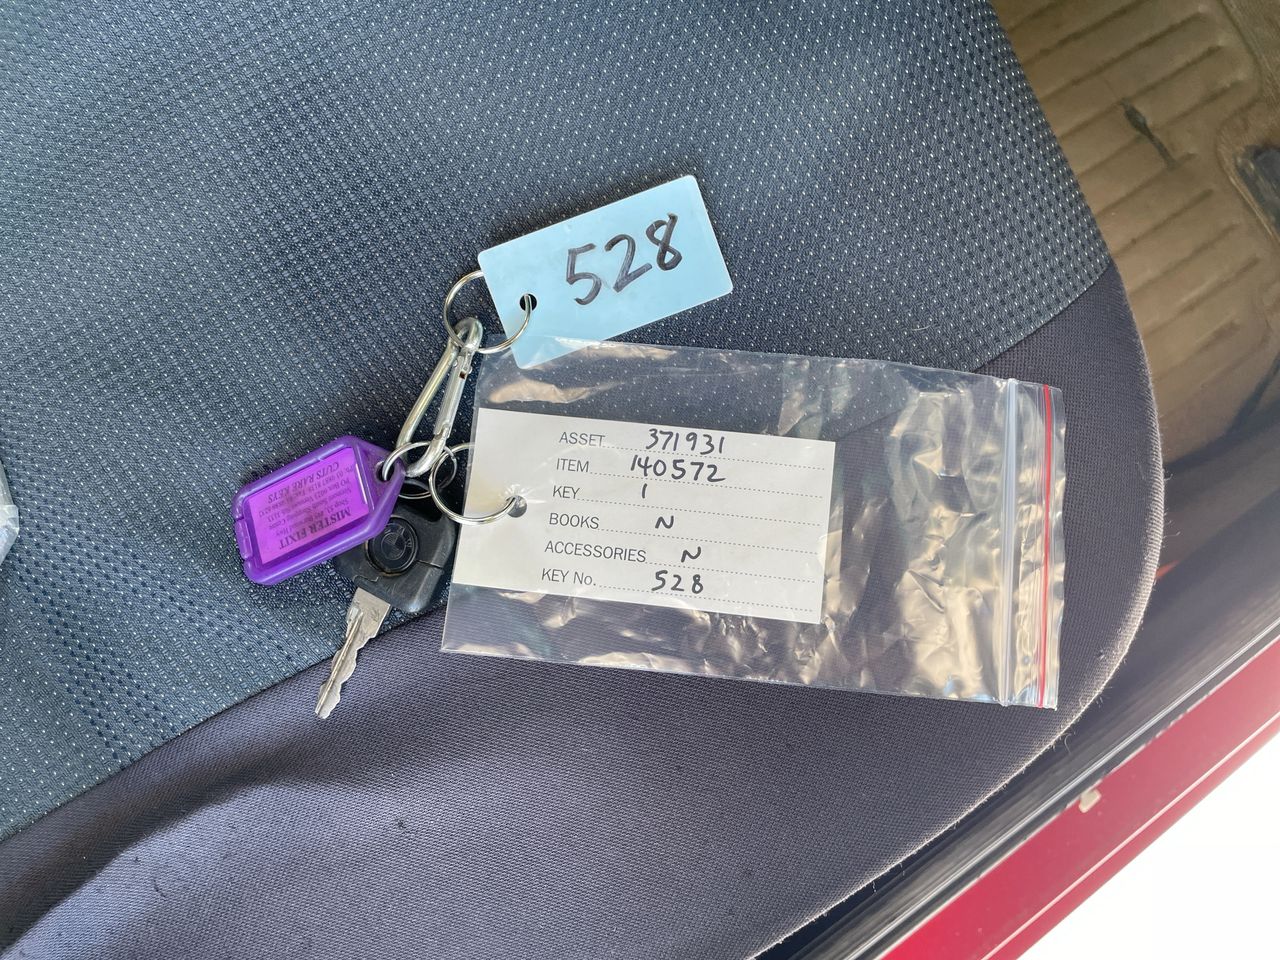 528
ASSET 371931
ITEM 140572
KEY 1
BOOKS N
ACCESSORIES N
KEY No. 528
MISTER FIXIT
CUTS RARE KEYS